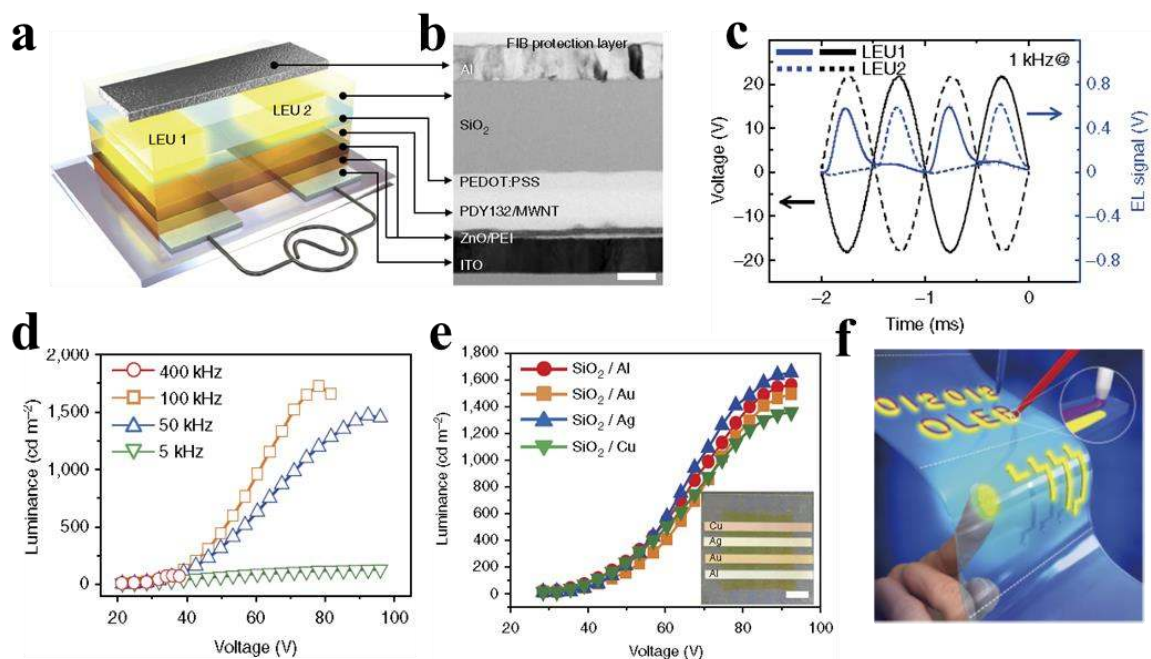 a
LEU 1
LEU 2
b
FIB protection layer
Al
SiO2
PEDOT:PSS
PDY132/MWNT
ZnO/PEI
ITO
c
LEU1
LEU2
1 kHz@
Voltage (V)
20
10
0
−10
−20
EL signal (V)
0.8
0.4
0
−0.4
−0.8
−2
−1
0
Time (ms)
d
400 kHz
100 kHz
50 kHz
5 kHz
Luminance (cd m−2)
2,000
1,500
1,000
500
0
20
40
60
80
100
Voltage (V)
e
SiO2 / Al
SiO2 / Au
SiO2 / Ag
SiO2 / Cu
Luminance (cd m−2)
1,800
1,600
1,400
1,200
1,000
800
600
400
200
0
Cu
Ag
Au
Al
20
40
60
80
100
Voltage (V)
f